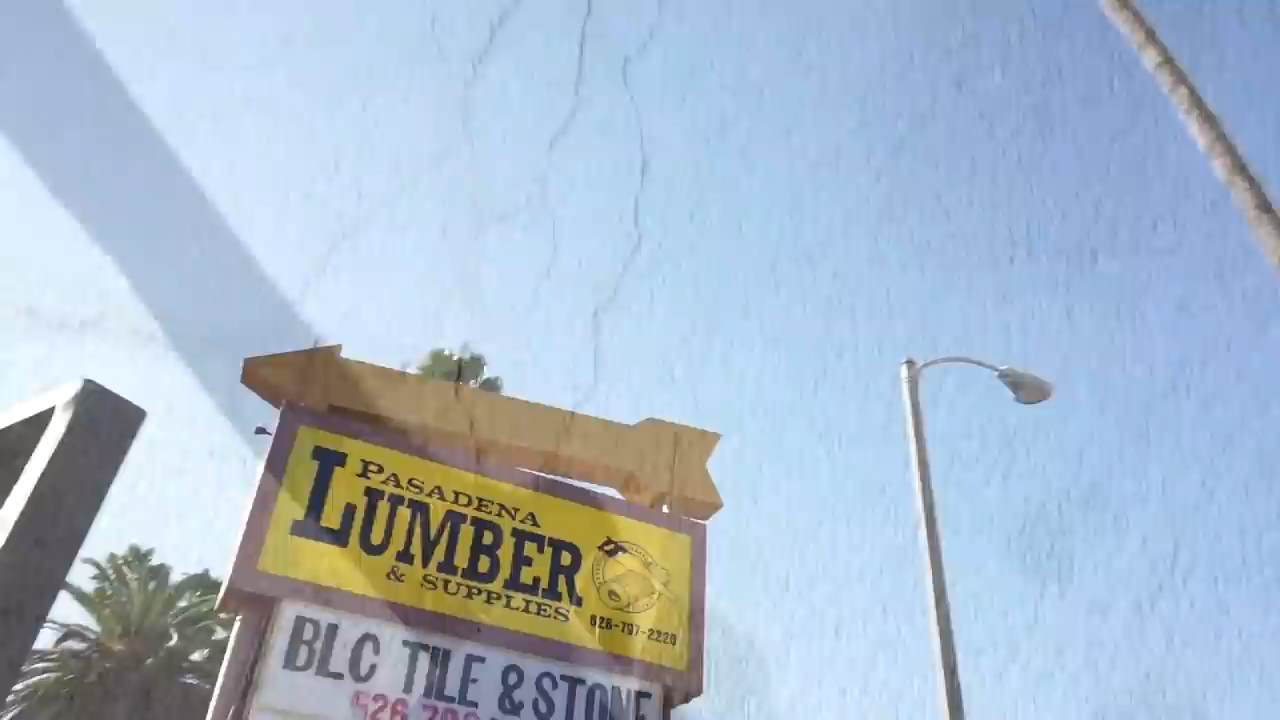 PASADENA
LUMBER
& SUPPLIES
626-797-2220
BLC TILE & STONE